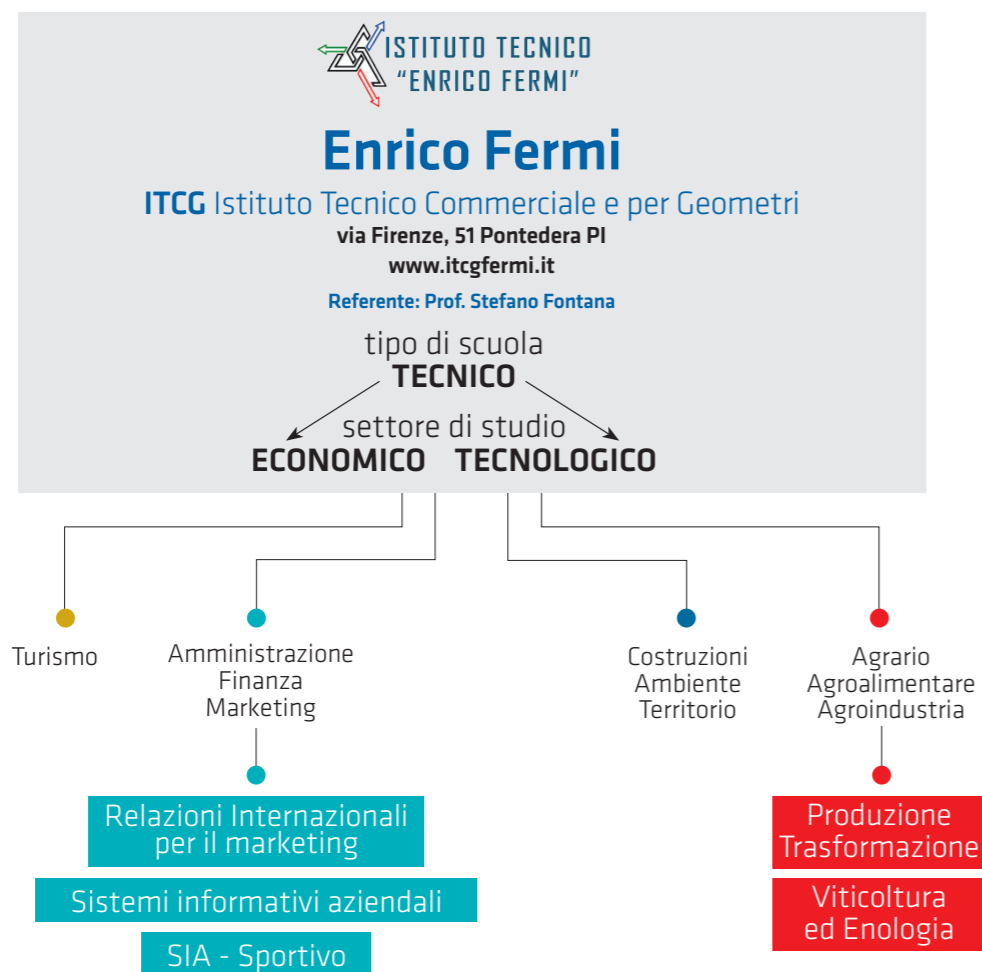 ISTITUTO TECNICO
“ENRICO FERMI”
Enrico Fermi
ITCG Istituto Tecnico Commerciale e per Geometri
via Firenze, 51 Pontedera PI
www.itcgfermi.it
Referente: Prof. Stefano Fontana
tipo di scuola
TECNICO
settore di studio
ECONOMICO TECNOLOGICO
Turismo
Amministrazione
Finanza
Marketing
Costruzioni
Ambiente
Territorio
Agrario
Agroalimentare
Agroindustria
Relazioni Internazionali
per il marketing
Sistemi informativi aziendali
SIA - Sportivo
Produzione
Trasformazione
Viticoltura
ed Enologia